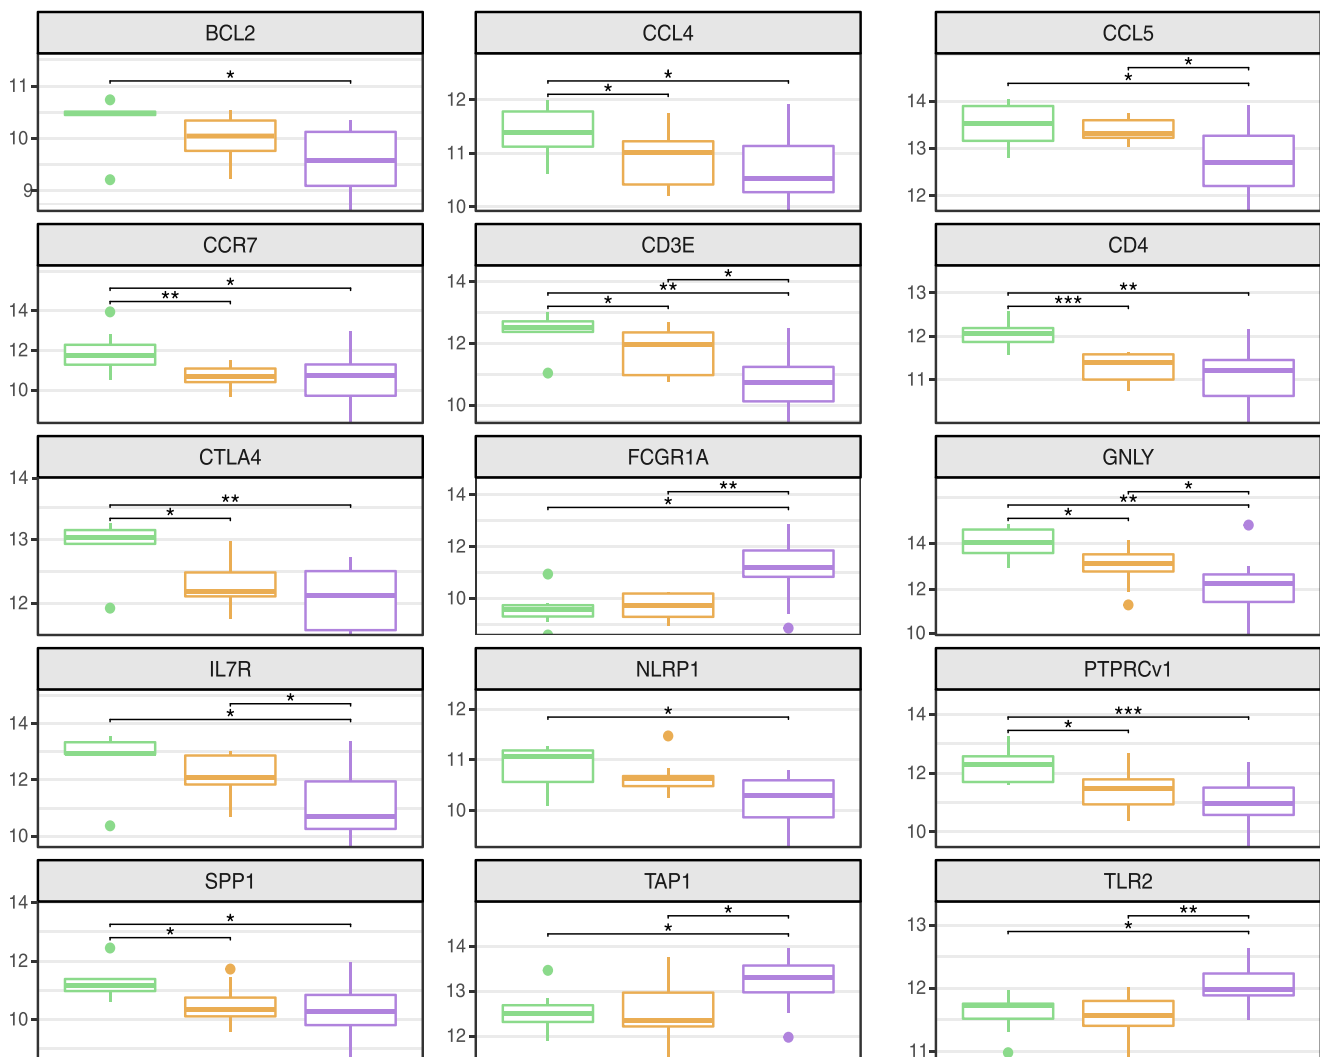 BCL2 CCL4 CCL5
11 * 10 9
12 * * 11 10
14 * * 13 12
CCR7 CD3E CD4
14 * ** 12 10
14 * ** * 12 10
13 ** *** 12 11
CTLA4 FCGR1A GNLY
14 ** * 13 12
14 ** * 12 10
* ** * 14 12 10
IL7R NLRP1 PTPRCv1
* * 14 12 10
12 * 11 10
14 *** * 12 10
SPP1 TAP1 TLR2
14 * * 12 10
* * 14 13 12
13 ** * 12 11